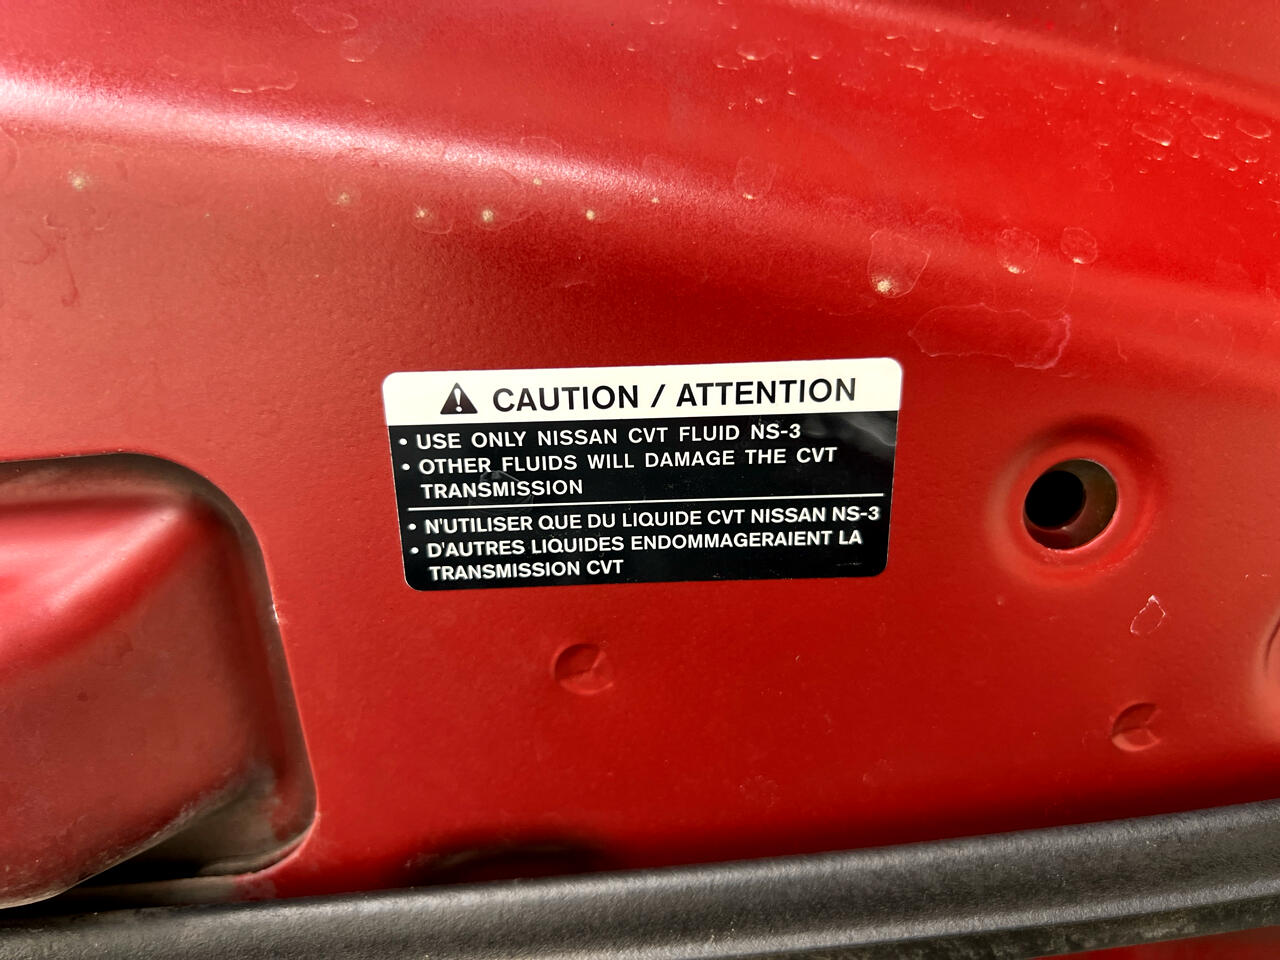 CAUTION / ATTENTION
• USE ONLY NISSAN CVT FLUID NS-3
• OTHER FLUIDS WILL DAMAGE THE CVT
TRANSMISSION
• N'UTILISER QUE DU LIQUIDE CVT NISSAN NS-3
• D'AUTRES LIQUIDES ENDOMMAGERAIENT LA
TRANSMISSION CVT